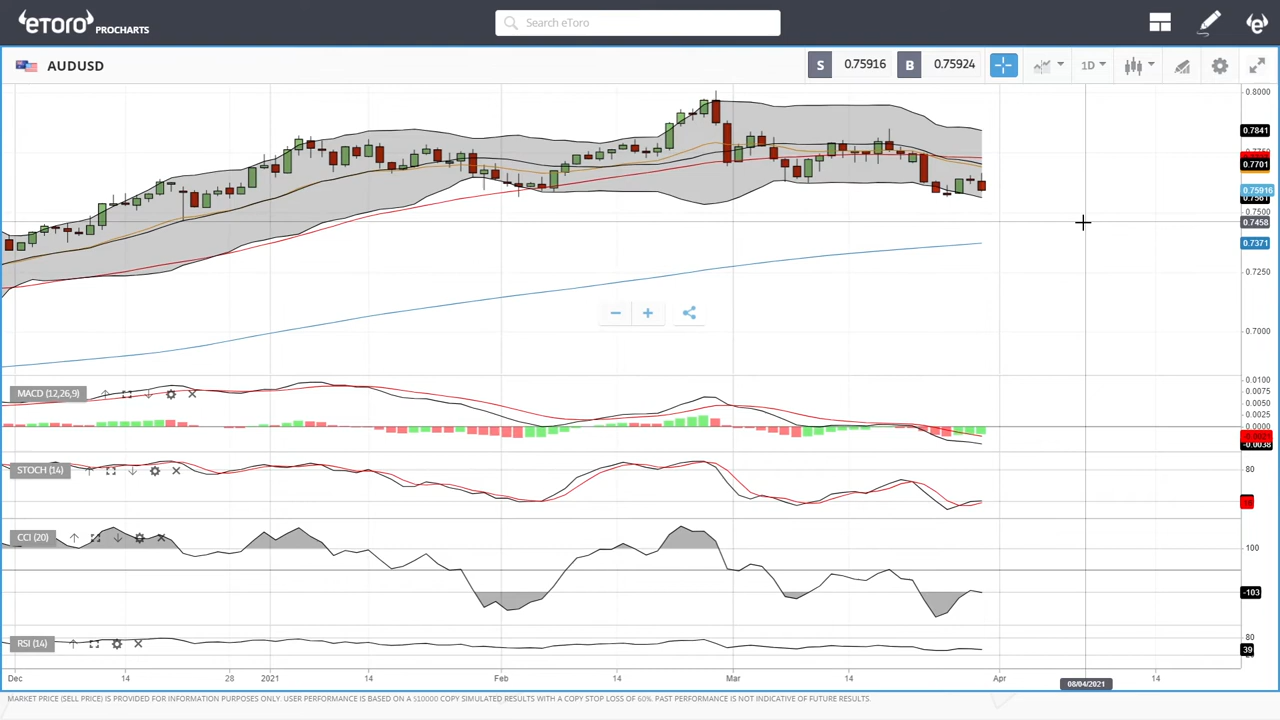 eToro PROCHARTS
Search eToro
AUDUSD
S 0.75916 B 0.75924
1D
0.8000
0.7841
0.7701
0.75916
0.7500
0.7458
0.7371
0.7250
0.7000
MACD (12,26,9)
0.0100
0.0075
0.0050
0.0025
0.0000
-0.0038
STOCH (14)
80
CCI (20)
100
-103
RSI (14)
80
39
Dec 14 28 2021 14 Feb 14 Mar 14 Apr 08/04/2021 14
MARKET PRICE (SELL PRICE) IS PROVIDED FOR INFORMATION PURPOSES ONLY. USER PERFORMANCE IS BASED ON A $10000 COPY SIMULATED RESULTS WITH A COPY STOP LOSS OF 60%. PAST PERFORMANCE IS NOT INDICATIVE OF FUTURE RESULTS.